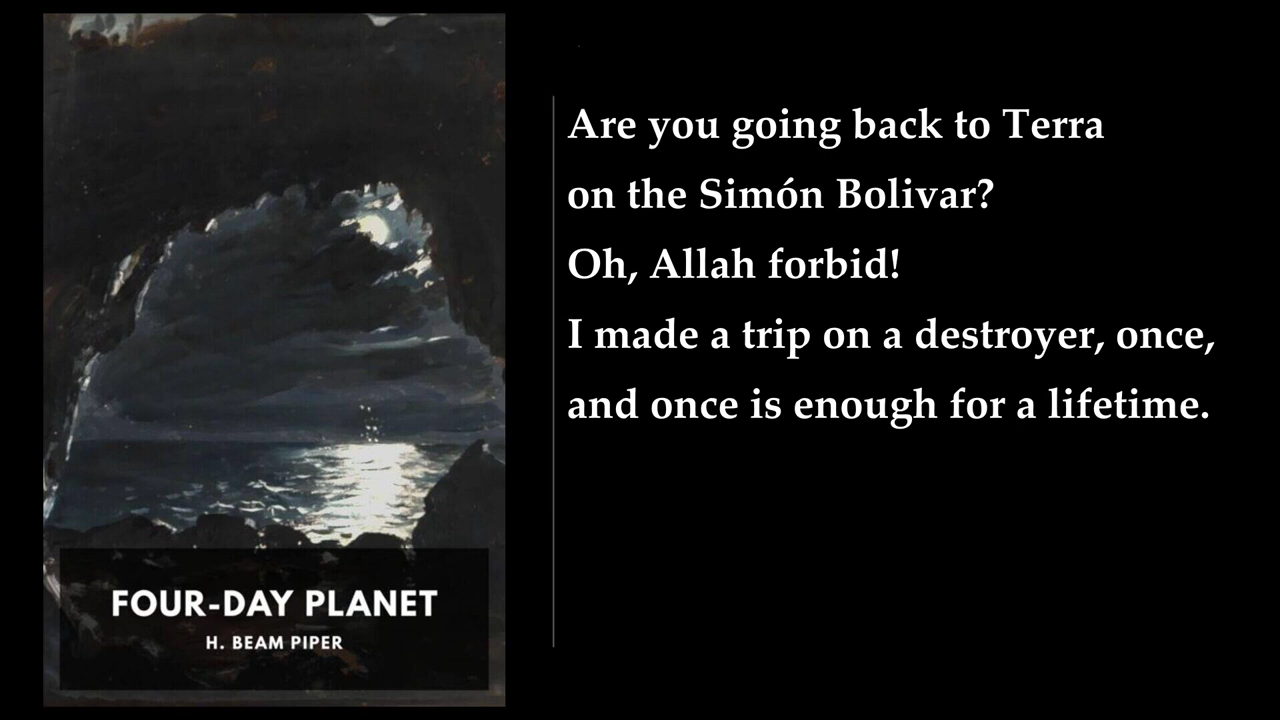 FOUR-DAY PLANET
H. BEAM PIPER
Are you going back to Terra
on the Simón Bolivar?
Oh, Allah forbid!
I made a trip on a destroyer, once,
and once is enough for a lifetime.